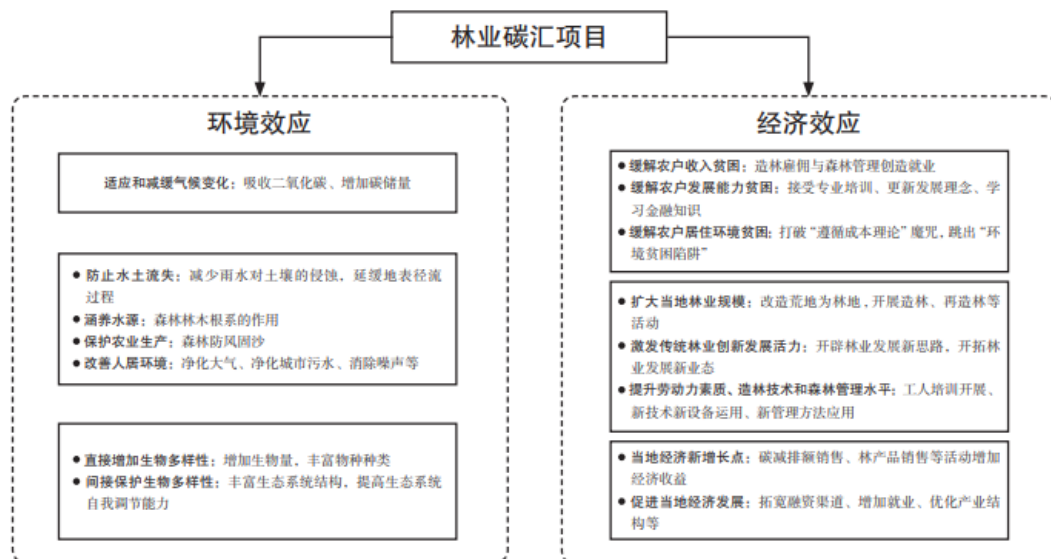 林业碳汇项目
环境效应
适应和减缓气候变化：吸收二氧化碳、增加碳储量
● 防止水土流失：减少雨水对土壤的侵蚀，延缓地表径流
过程
● 涵养水源：森林林木根系的作用
● 保护农业生产：森林防风固沙
● 改善人居环境：净化大气、净化城市污水、消除噪声等
● 直接增加生物多样性：增加生物量，丰富物种种类
● 间接保护生物多样性：丰富生态系统结构，提高生态系统
自我调节能力
经济效应
● 缓解农户收入贫困：造林雇佣与森林管理创造就业
● 缓解农户发展能力贫困：接受专业培训、更新发展理念、学
习金融知识
● 缓解农户居住环境贫困：打破“遵循成本理论”魔咒，跳出“环
境贫困陷阱”
● 扩大当地林业规模：改造荒地为林地，开展造林、再造林等
活动
● 激发传统林业创新发展活力：开辟林业发展新思路，开拓林
业发展新业态
● 提升劳动力素质、造林技术和森林管理水平：工人培训开展、
新技术新设备运用、新管理方法应用
● 当地经济新增长点：碳减排额销售、林产品销售等活动增加
经济收益
● 促进当地经济发展：拓宽融资渠道、增加就业、优化产业结
构等